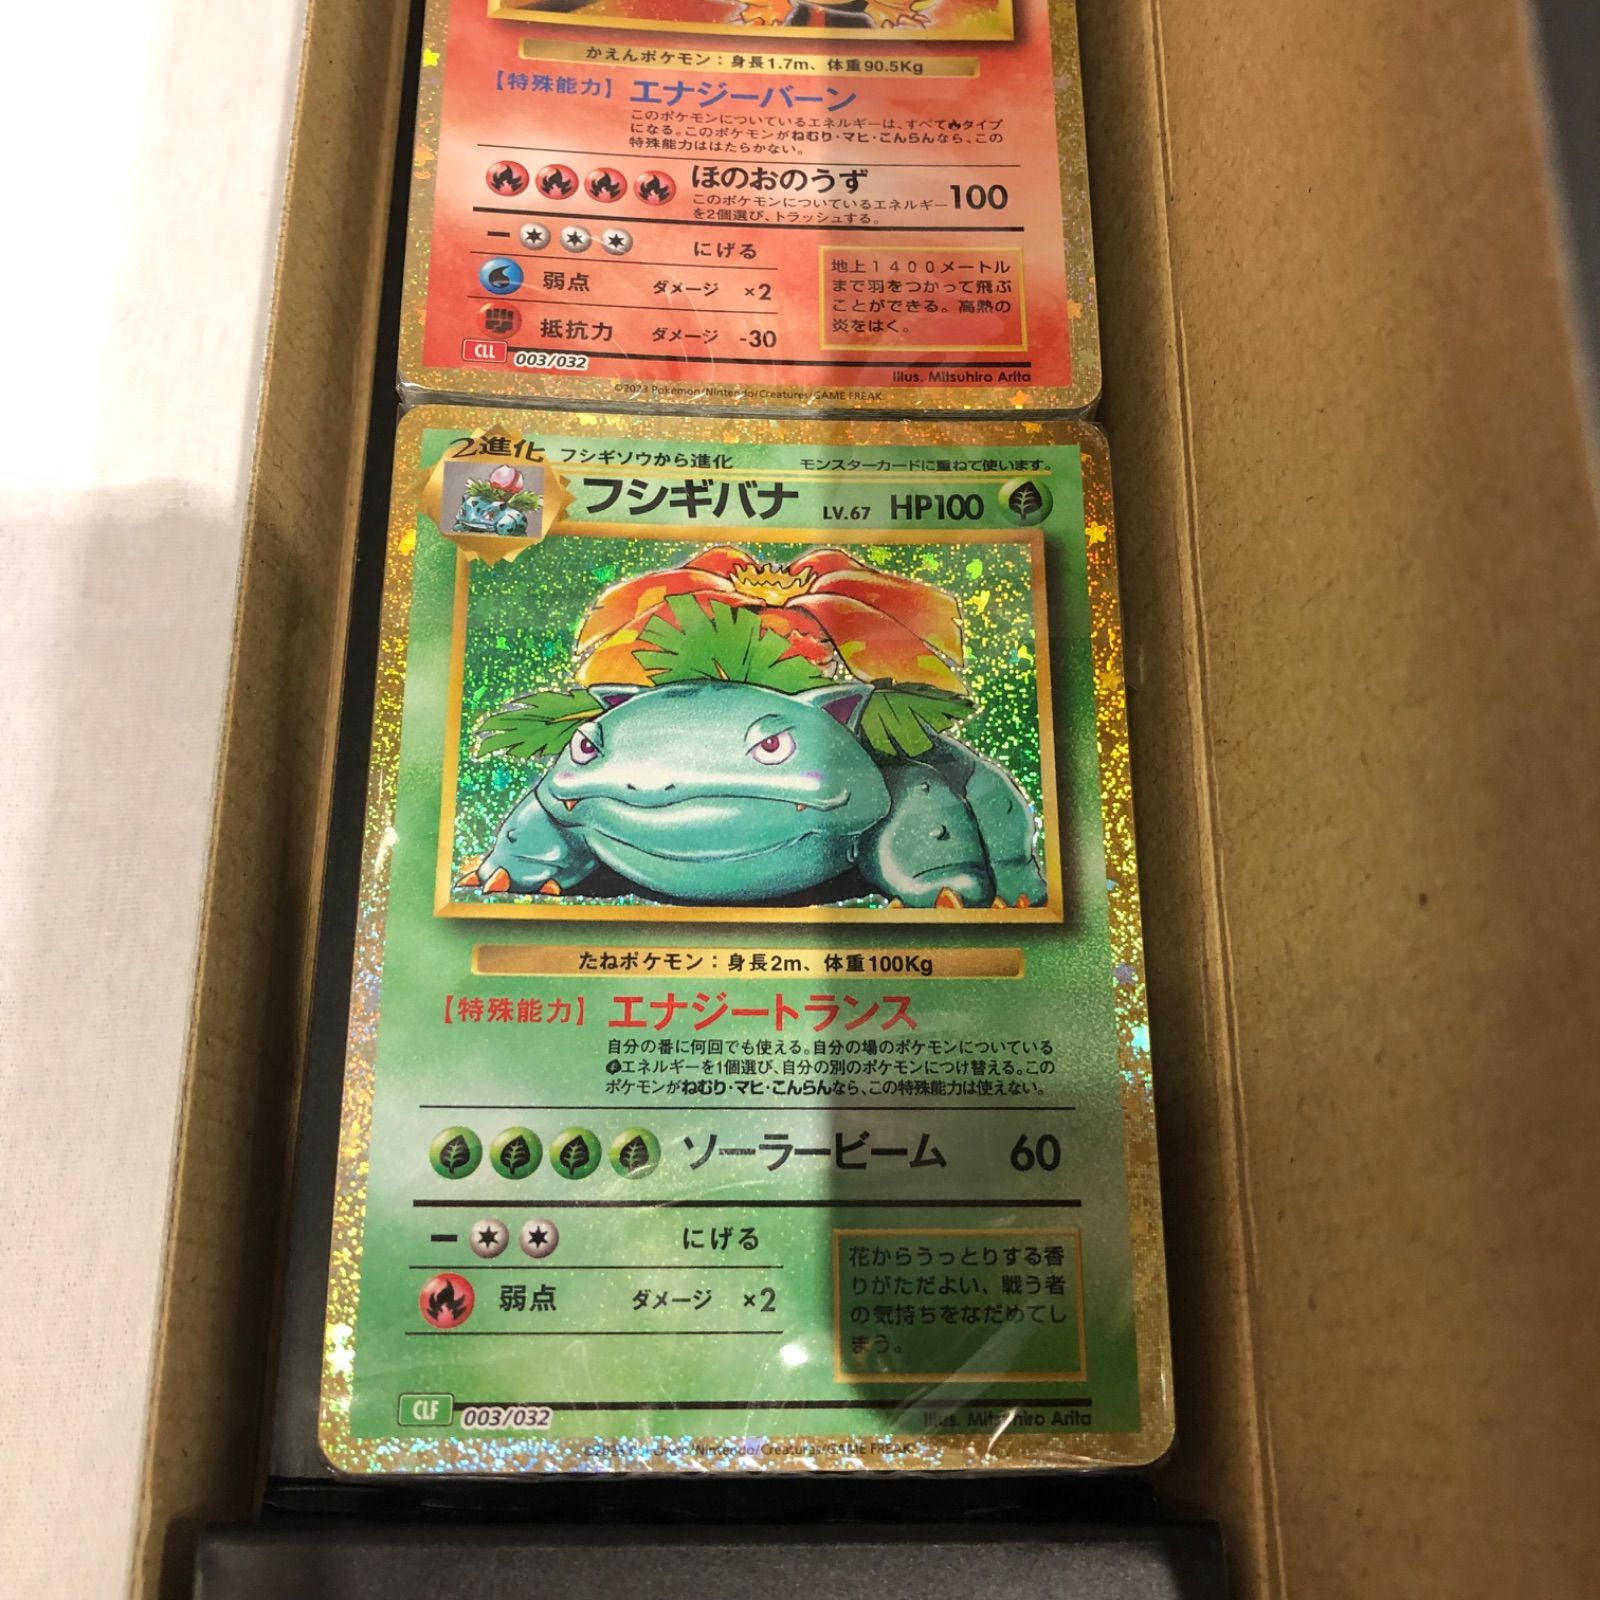 かえんポケモン：身長1.7m、体重90.5Kg
【特殊能力】エナジーバーン
このポケモンについているエネルギーは、すべてタイプ
になる。このポケモンがねむり・マヒ・こんらんなら、この
特殊能力ははたらかない。
ほのおのうず 100
このポケモンについているエネルギー
を2個選び、トラッシュする。
ー にげる
弱点 ダメージ ×2
抵抗力 ダメージ -30
地上1400メートル
まで羽をつかって飛ぶ
ことができる。高熱の
炎をはく。
CLL 003/032
Illus. Mitsuhiro Arita
©2023 Pokémon/Nintendo/Creatures/GAME FREAK
2進化 フシギソウから進化 モンスターカードに重ねて使います。
フシギバナ LV.67 HP100
たねポケモン：身長2m、体重100Kg
【特殊能力】エナジートランス
自分の番に何回でも使える。自分の場のポケモンについている
エネルギーを1個選び、自分の別のポケモンにつけ替える。この
ポケモンがねむり・マヒ・こんらんなら、この特殊能力は使えない。
ソーラービーム 60
ー にげる
弱点 ダメージ ×2
花からうっとりする香
りがただよい、戦う者
の気持ちをなだめてし
まう。
CLF 003/032
Illus. Mitsuhiro Arita
©2023 Pokémon/Nintendo/Creatures/GAME FREAK